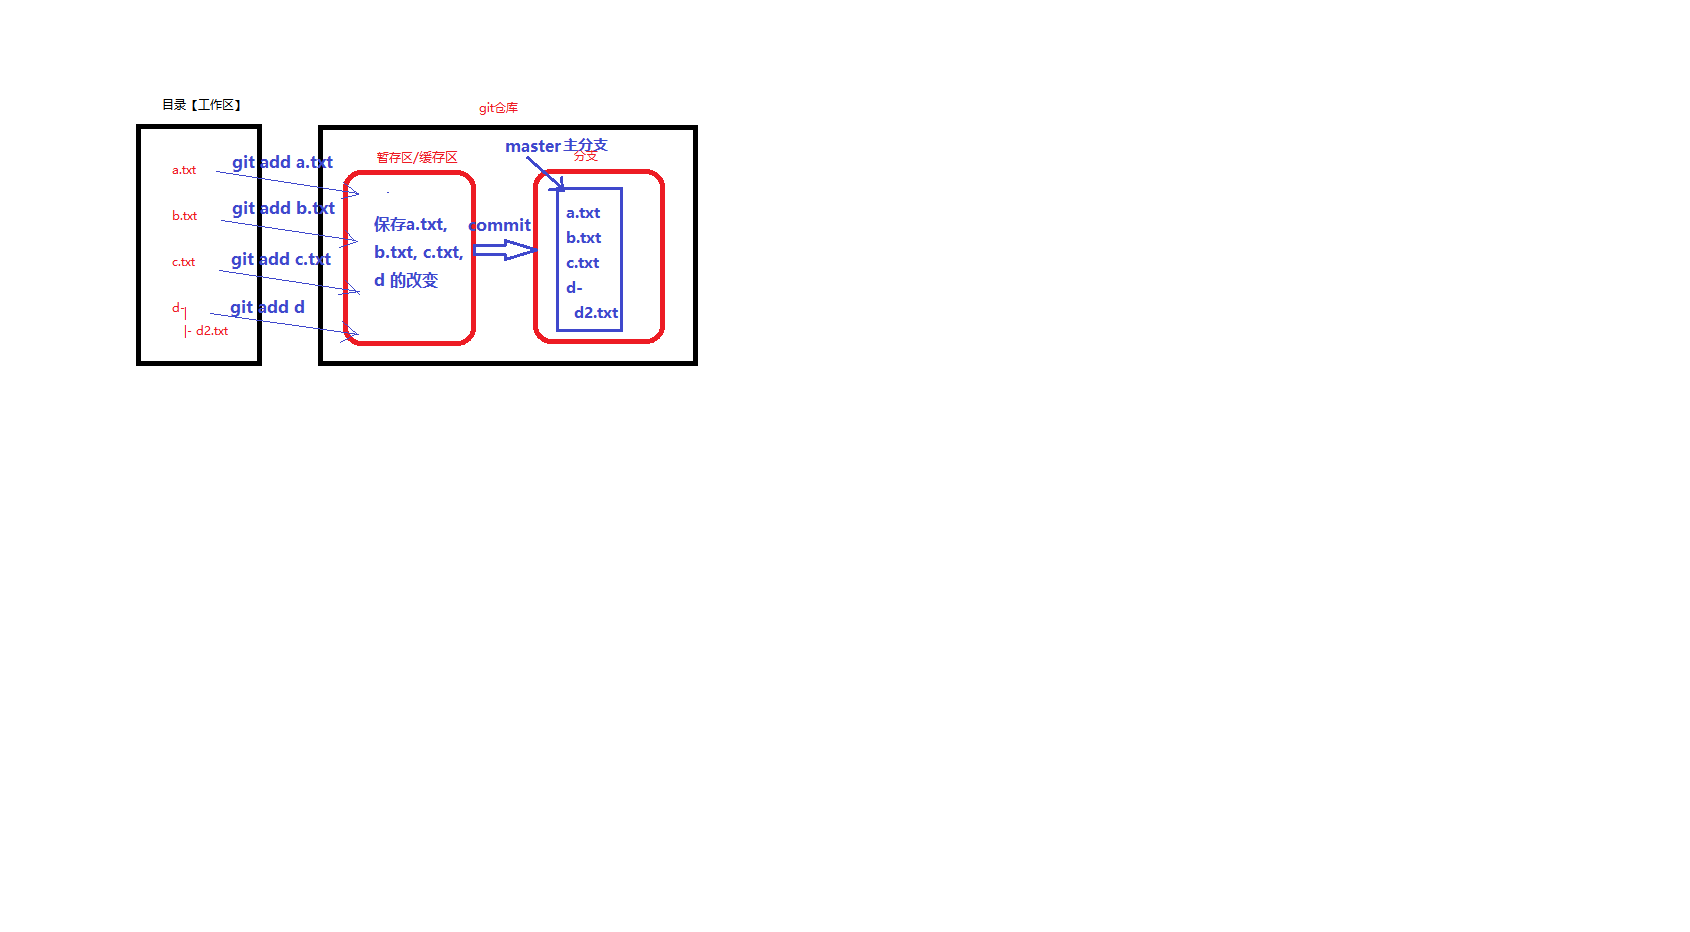 目录【工作区】
a.txt
b.txt
c.txt
d-
|- d2.txt
git add a.txt
git add b.txt
git add c.txt
git add d
git仓库
暂存区/缓存区
保存a.txt,
b.txt, c.txt,
d 的改变
commit
master主分支
分支
a.txt
b.txt
c.txt
d-
d2.txt